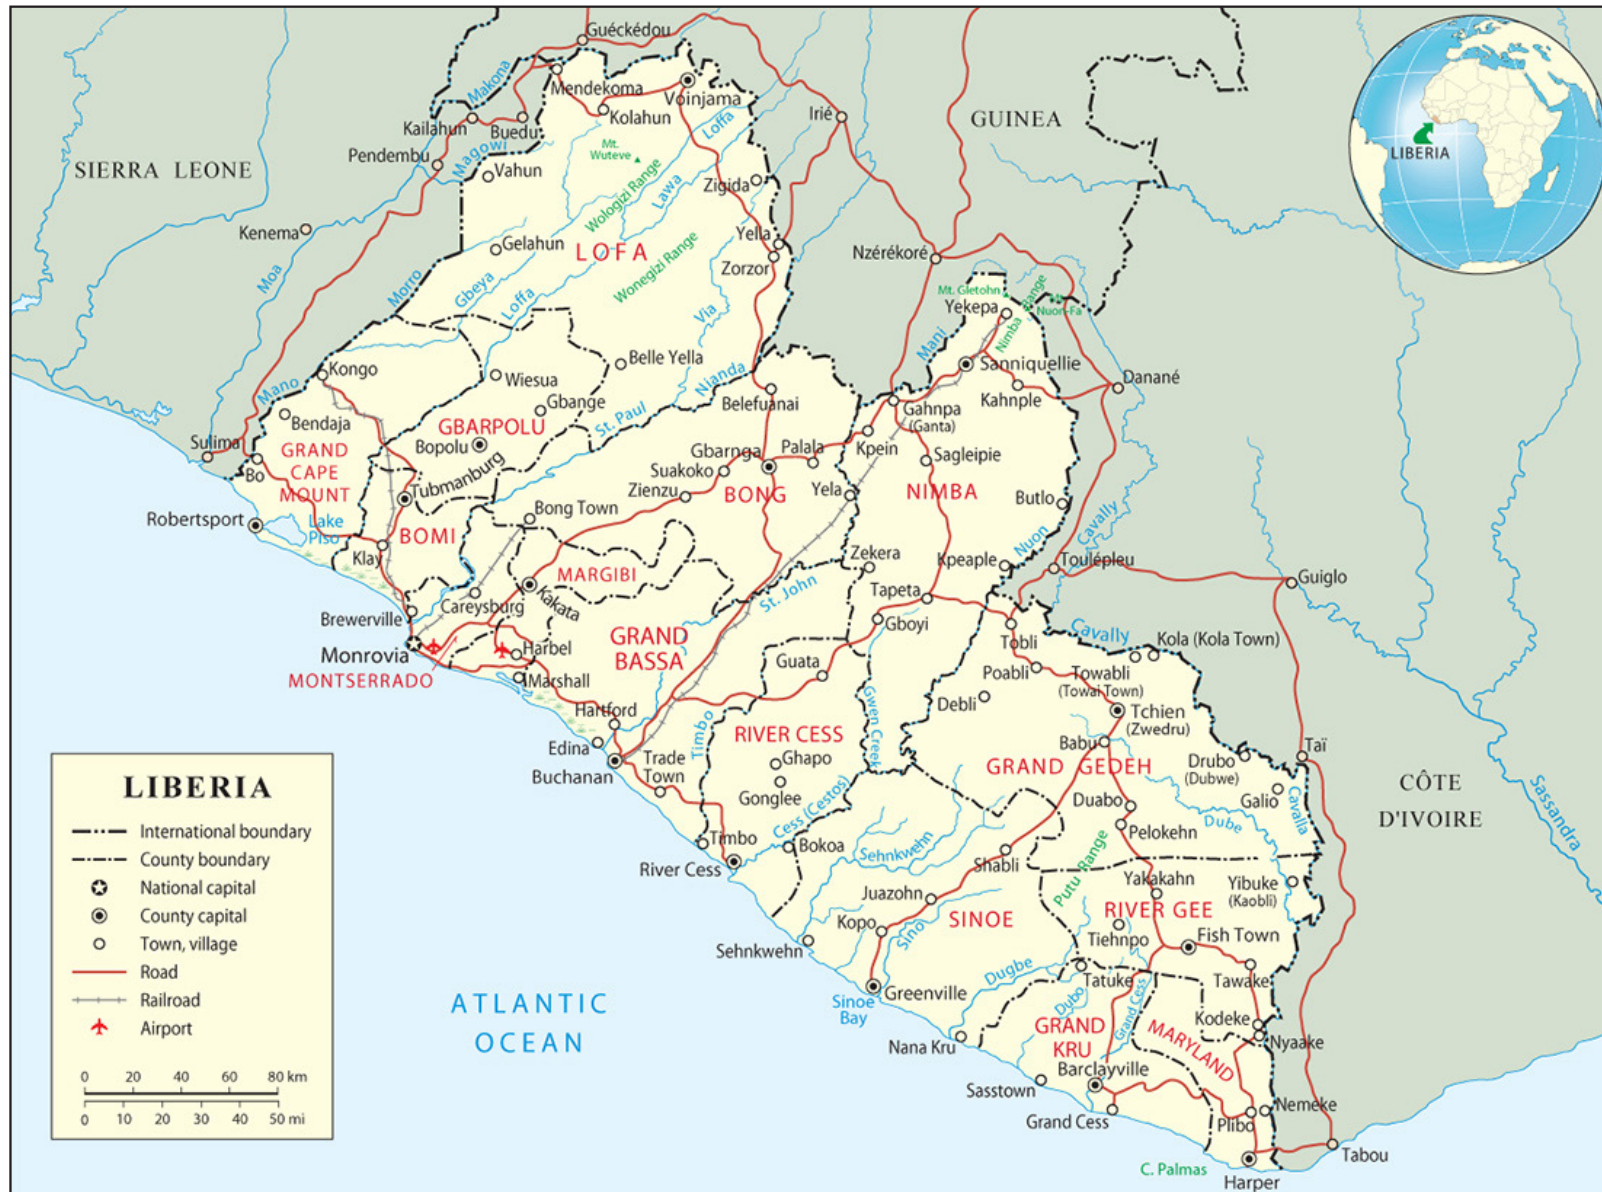 Guéckédou
Makona
Mendekoma
Voinjama
Kolahun
Loffa
Irié
GUINEA
LIBERIA
Kailahun
Buedu
Pendembu
Magowi
SIERRA LEONE
Vahun
Mt.
Wuteve
Wologizi Range
Lawa
Zigida
Kenema
Gelahun
LOFA
Yella
Zorzor
Nzérékoré
Moa
Morro
Gbeya
Loffa
Wonegizi Range
Via
Mt. Gletohn
Yekepa
Nimba Range
Mt.
Nuon-Fa
Mani
Sanniquellie
Danané
Kahnple
Kongo
Mano
Wiesua
Belle Yella
Nianda
Belefuanai
Gahnpa
(Ganta)
Bendaja
Gbange
GBARPOLU
St. Paul
Bopolu
Sulima
Bo
GRAND
CAPE
MOUNT
Gbarnga
Palala
Kpein
Suakoko
Sagleipie
Zienzu
BONG
Yela
NIMBA
Butlo
Tubmanburg
Robertsport
Lake
Piso
Bong Town
BOMI
Klay
Cavally
Nuon
Zekera
Kpeaple
Toulépleu
Guiglo
MARGIBI
Kakata
Careysburg
St. John
Tapeta
Brewerville
Gboyi
Tobli
Cavally
Kola (Kola Town)
Monrovia
MONTSERRADO
Harbel
Marshall
GRAND
BASSA
Guata
Poabli
Towabli
(Towai Town)
Debli
Tchien
(Zwedru)
Gwen Creek
Hartford
Timbo
Edina
Buchanan
Trade
Town
RIVER CESS
Ghapo
Gonglee
Babu
GRAND GEDEH
Drubo
(Dubwe)
Taï
Galio
Cavalla
CÔTE
D'IVOIRE
Sassandra
Duabo
Dube
Pelokehn
Cess (Cestos)
Timbo
River Cess
Bokoa
Sehnkwehn
Shabli
Putu Range
Juazohn
Yakakahn
Yibuke
(Kaobli)
RIVER GEE
SINOE
Kopo
Sino
Tiehnpo
Fish Town
Sehnkwehn
Dugbe
Tatuke
Tawake
Sinoe
Bay
Greenville
Dubo
Grand Cess
Kodeke
Nyaake
GRAND
KRU
MARYLAND
Nana Kru
Barclayville
Sasstown
Grand Cess
Nemeke
Plibo
Tabou
C. Palmas
Harper
ATLANTIC
OCEAN
LIBERIA
International boundary
County boundary
National capital
County capital
Town, village
Road
Railroad
Airport
0 20 40 60 80 km
0 10 20 30 40 50 mi